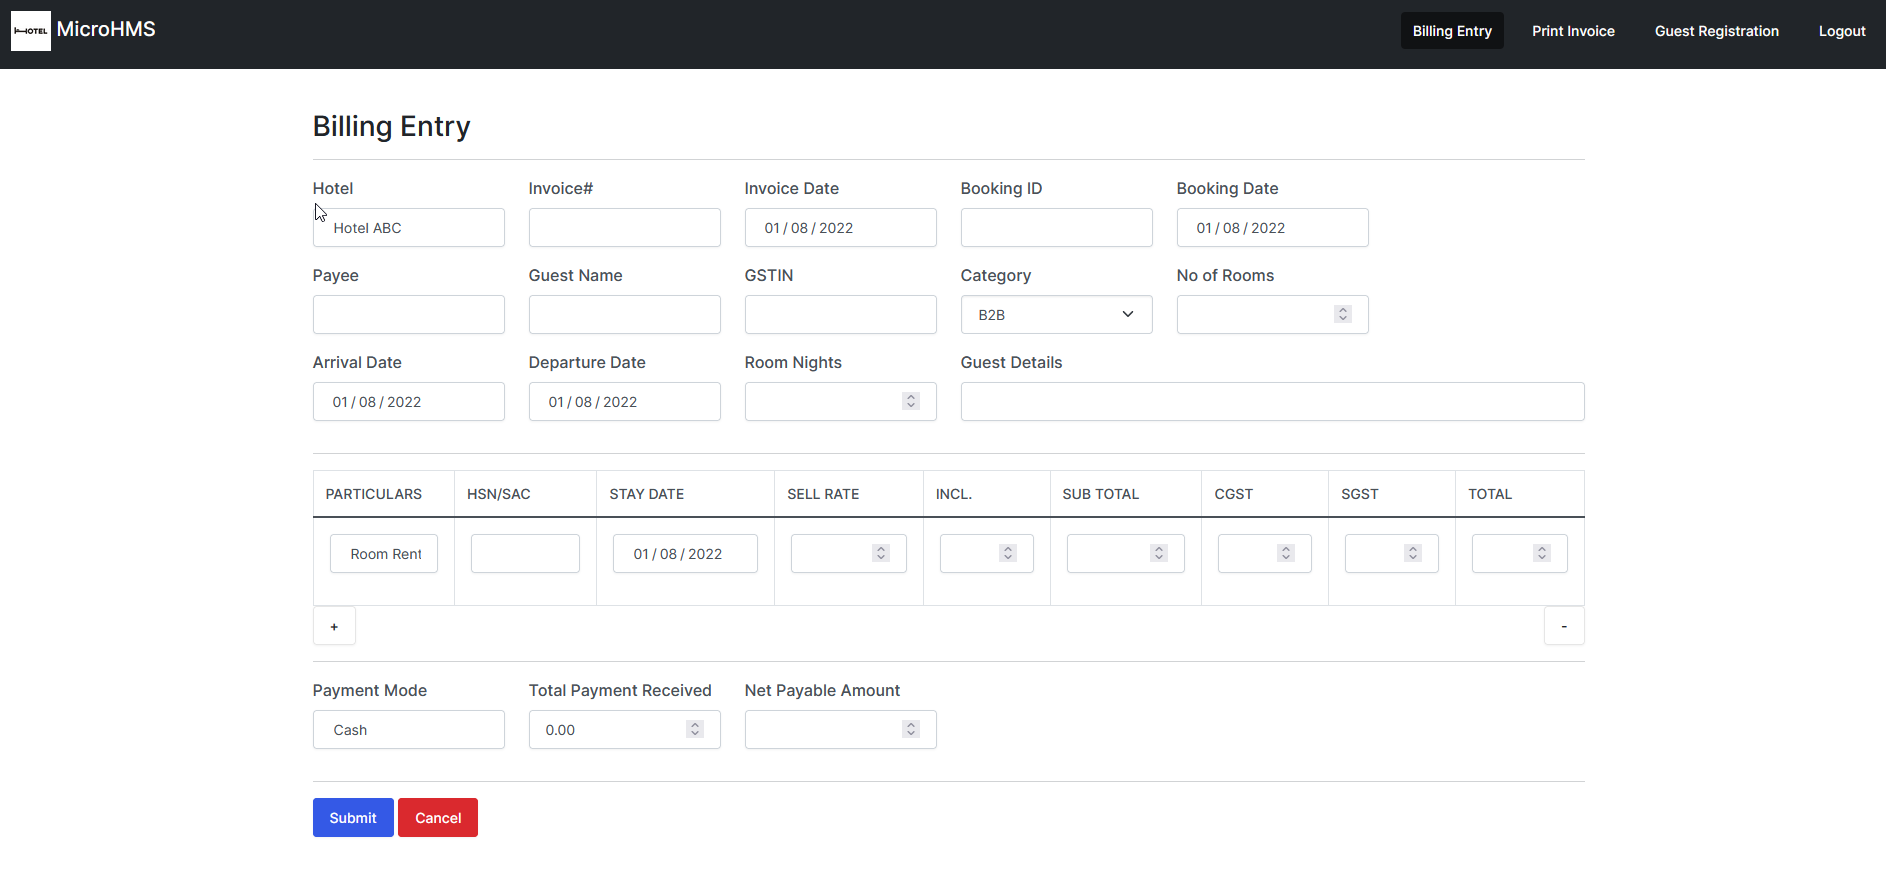 HOTEL MicroHMS Billing Entry Print Invoice Guest Registration Logout
Billing Entry
Hotel Invoice# Invoice Date Booking ID Booking Date
Hotel ABC 01/08/2022 01/08/2022
Payee Guest Name GSTIN Category No of Rooms
B2B
Arrival Date Departure Date Room Nights Guest Details
01/08/2022 01/08/2022
PARTICULARS HSN/SAC STAY DATE SELL RATE INCL. SUB TOTAL CGST SGST TOTAL
Room Rent 01/08/2022
+ -
Payment Mode Total Payment Received Net Payable Amount
Cash 0.00
Submit Cancel